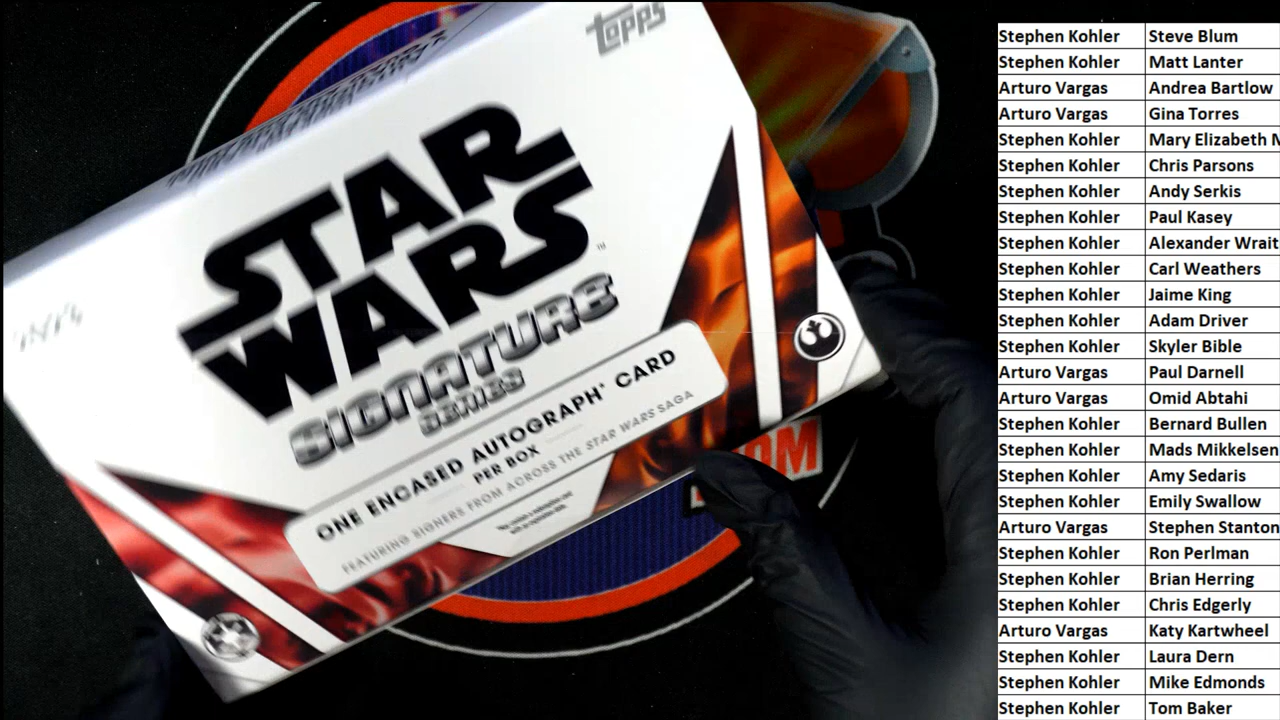 topps
STAR
WARS™
SIGNATURE
SERIES
ONE ENCASED AUTOGRAPH* CARD
PER BOX
FEATURING SIGNERS FROM ACROSS THE STAR WARS SAGA
Stephen Kohler Steve Blum
Stephen Kohler Matt Lanter
Arturo Vargas Andrea Bartlow
Arturo Vargas Gina Torres
Stephen Kohler Mary Elizabeth M
Stephen Kohler Chris Parsons
Stephen Kohler Andy Serkis
Stephen Kohler Paul Kasey
Stephen Kohler Alexander Wrait
Stephen Kohler Carl Weathers
Stephen Kohler Jaime King
Stephen Kohler Adam Driver
Stephen Kohler Skyler Bible
Arturo Vargas Paul Darnell
Arturo Vargas Omid Abtahi
Stephen Kohler Bernard Bullen
Stephen Kohler Mads Mikkelsen
Stephen Kohler Amy Sedaris
Stephen Kohler Emily Swallow
Arturo Vargas Stephen Stanton
Stephen Kohler Ron Perlman
Stephen Kohler Brian Herring
Stephen Kohler Chris Edgerly
Arturo Vargas Katy Kartwheel
Stephen Kohler Laura Dern
Stephen Kohler Mike Edmonds
Stephen Kohler Tom Baker